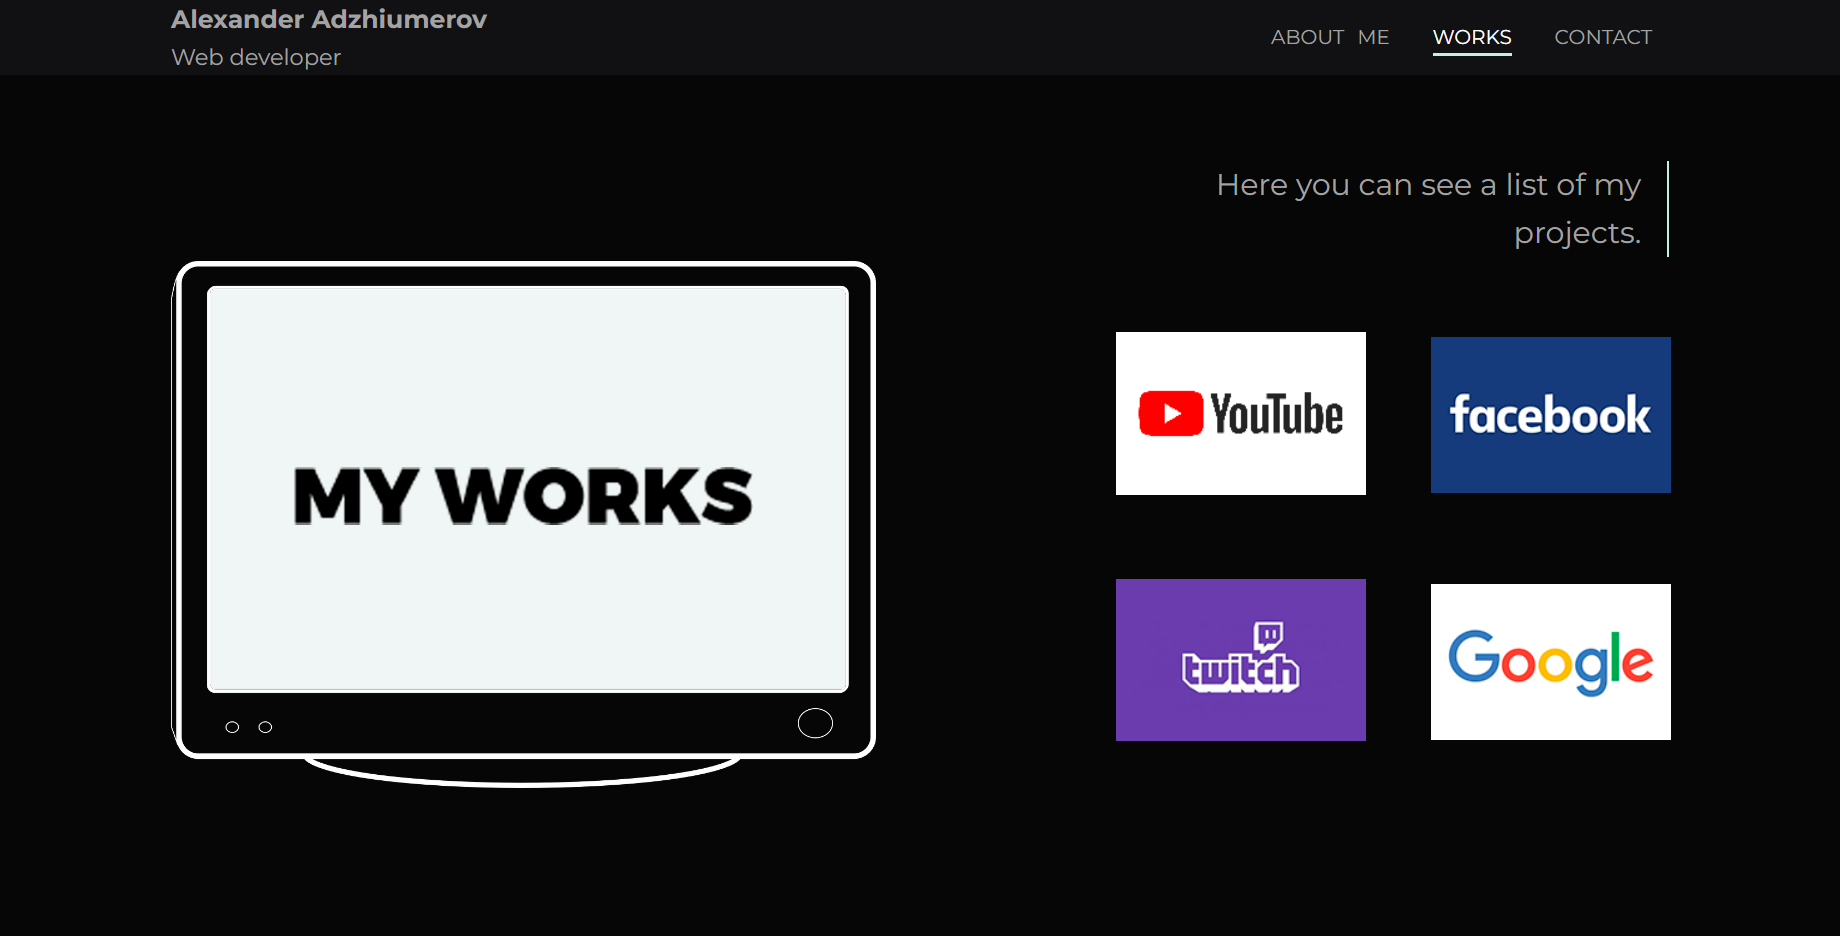 Alexander Adzhiumerov
Web developer
ABOUT ME
WORKS
CONTACT
Here you can see a list of my
projects.
MY WORKS
YouTube
facebook
twitch
Google